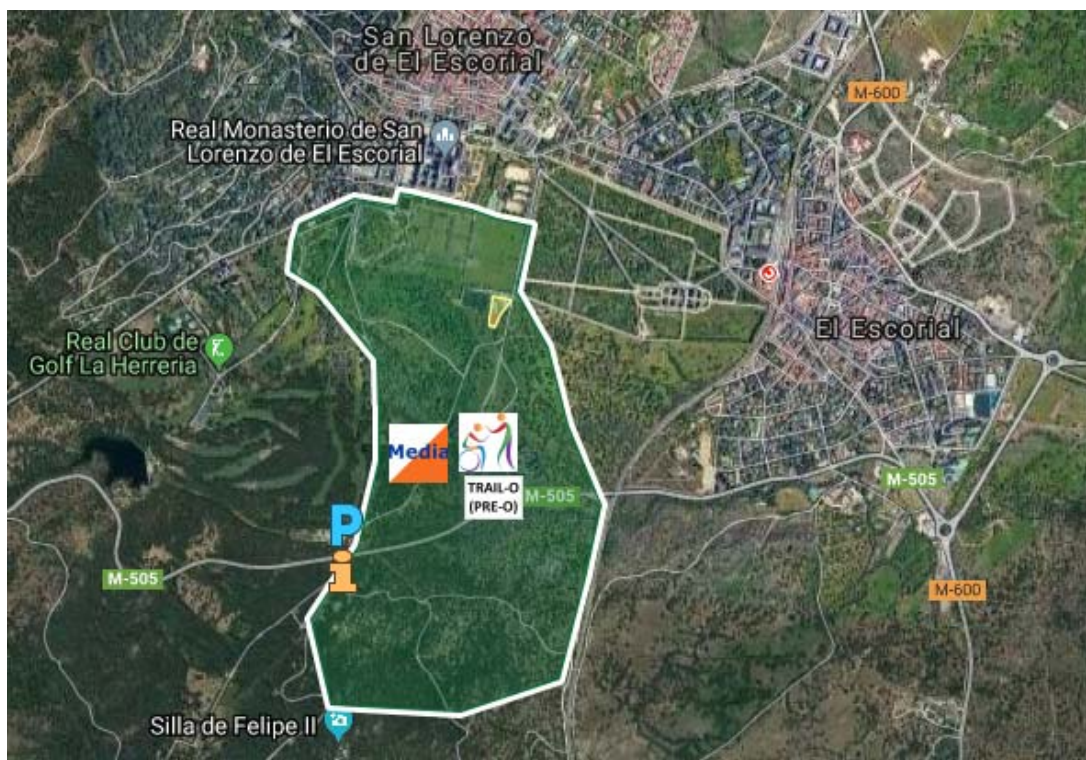 San Lorenzo
de El Escorial
M-600
Real Monasterio de San
Lorenzo de El Escorial
Real Club de
Golf La Herreria
El Escorial
Media
TRAIL-O
(PRE-O)
M-505
M-505
P
i
M-505
M-600
Silla de Felipe II